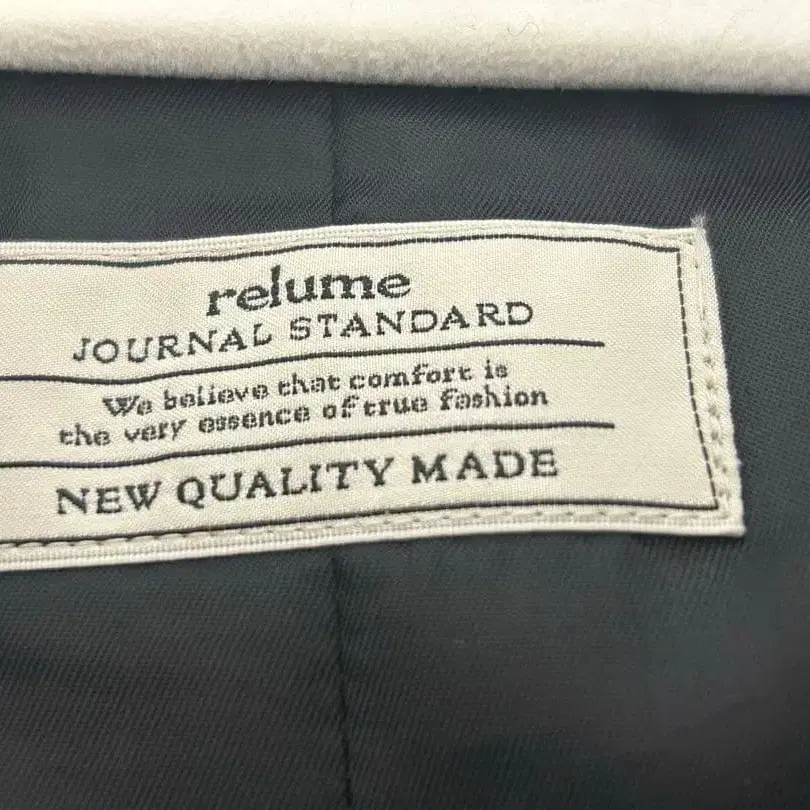 relume
JOURNAL STANDARD
We believe that comfort is
the very essence of true fashion
NEW QUALITY MADE